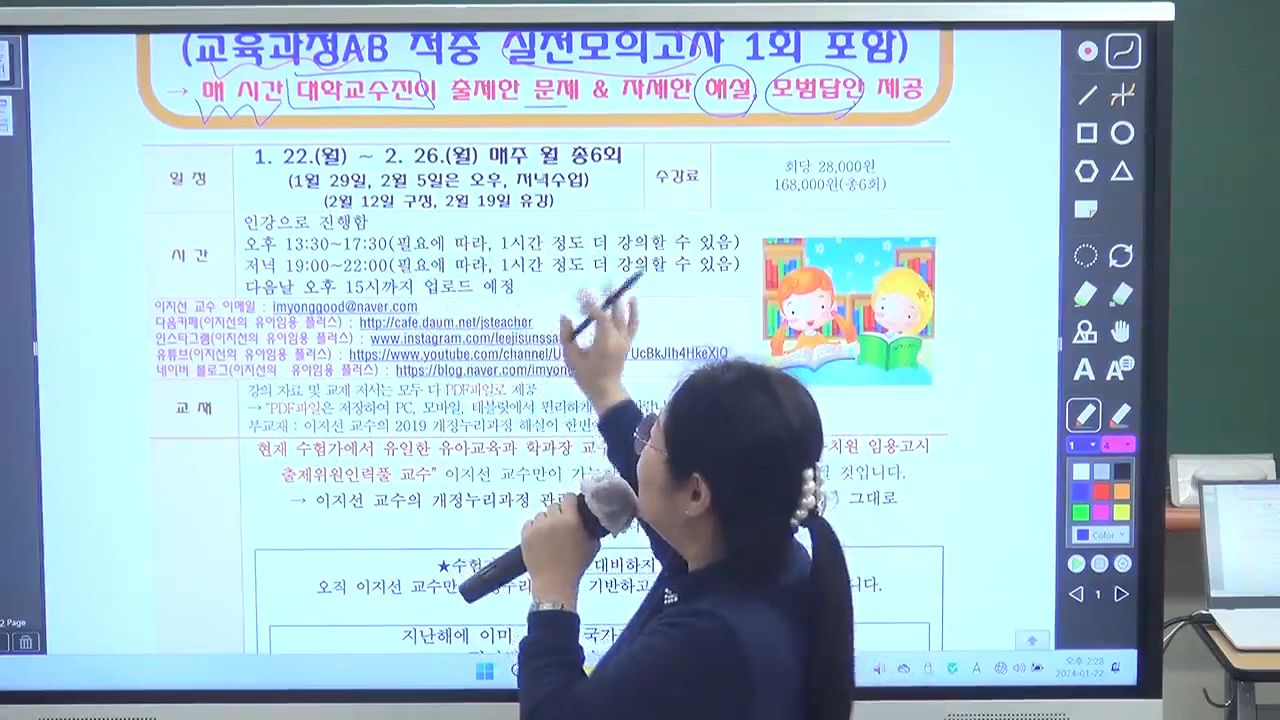 (교육과정AB 적중 실전모의고사 1회 포함)
→ 매 시간 대학교수진이 출제한 문제 & 자세한 해설, 모범답안 제공
일 정
1. 22.(월) ~ 2. 26.(월) 매주 월 총6회
(1월 29일, 2월 5일은 오후, 저녁수업)
(2월 12일 구정, 2월 19일 휴강)
수강료
회당 28,000원
168,000원(총6회)
시 간
인강으로 진행함
오후 13:30~17:30(필요에 따라, 1시간 정도 더 강의할 수 있음)
저녁 19:00~22:00(필요에 따라, 1시간 정도 더 강의할 수 있음)
다음날 오후 15시까지 업로드 예정
이지선 교수 이메일 : imyonggood@naver.com
다음카페(이지선의 유아임용 플러스) : http://cafe.daum.net/jsteacher
인스타그램(이지선의 유아임용 플러스) : www.instagram.com/leejisunssa
유튜브(이지선의 유아임용 플러스) : https://www.youtube.com/channel/U UcBkJIh4HkeXiQ
네이버 블로그(이지선의 유아임용 플러스) : https://blog.naver.com/imyong
교 재
강의 자료 및 교재 저서는 모두 다 PDF파일로 제공
→ "PDF파일은 저장하여 PC, 모바일, 태블릿에서 편리하게
부교재 : 이지선 교수의 2019 개정누리과정 해설이 한번에
현재 수험가에서 유일한 유아교육과 학과장 교수 치원 임용고시
출제위원인력풀 교수" 이지선 교수만이 가능 것입니다.
→ 이지선 교수의 개정누리과정 관련 그대로
★수험 대비하지
오직 이지선 교수만 기반하고 니다.
지난해에 이미 국가
2 Page
1
4
Color
1
오후 2:28
2024-01-22